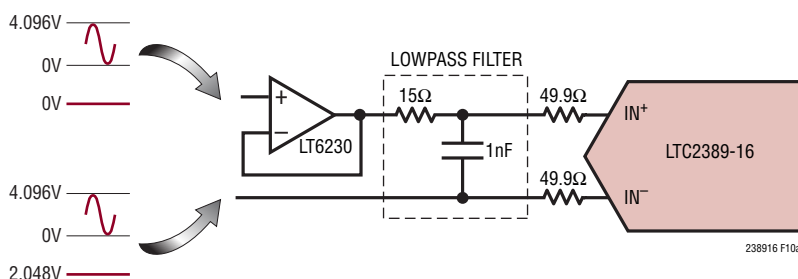 4.096V
0V
0V
4.096V
0V
2.048V
+
−
LT6230
LOWPASS FILTER
15Ω
1nF
49.9Ω
49.9Ω
IN+
IN−
LTC2389-16
238916 F10a